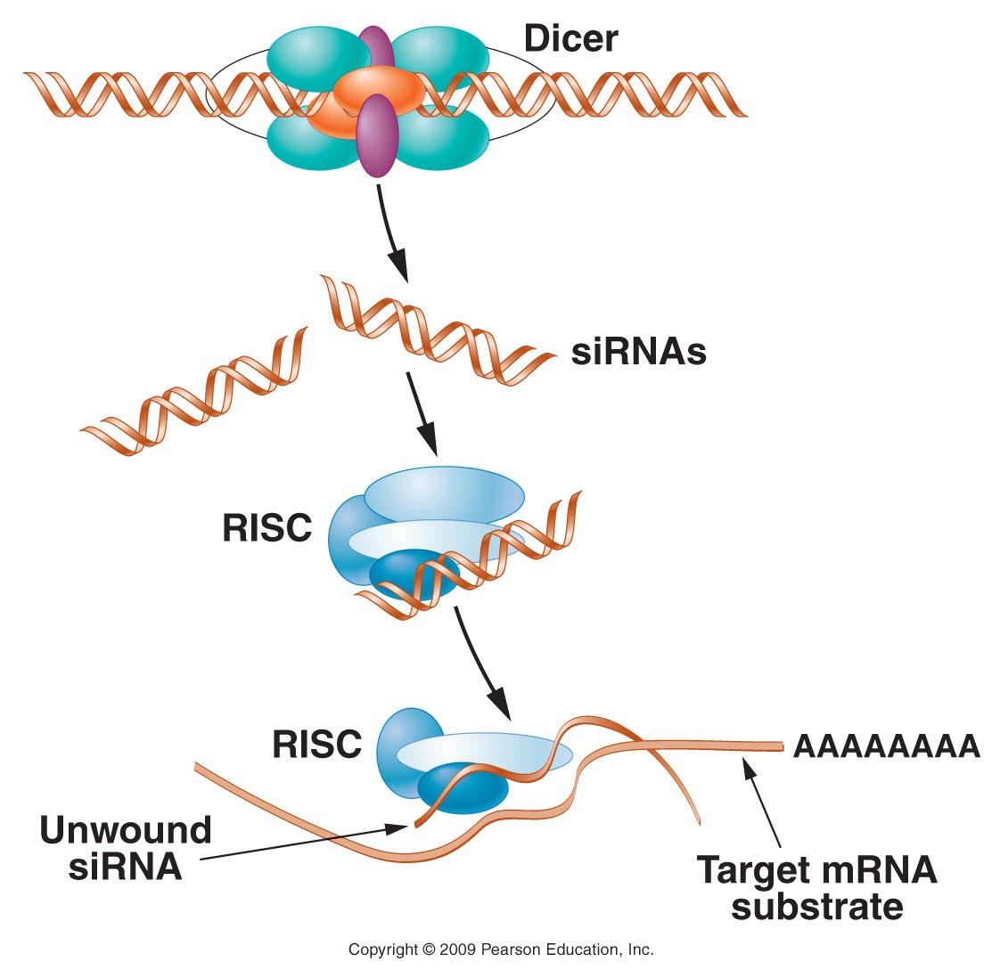 Dicer
siRNAs
RISC
RISC
AAAAAAAA
Unwound
siRNA
Target mRNA
substrate
Copyright © 2009 Pearson Education, Inc.